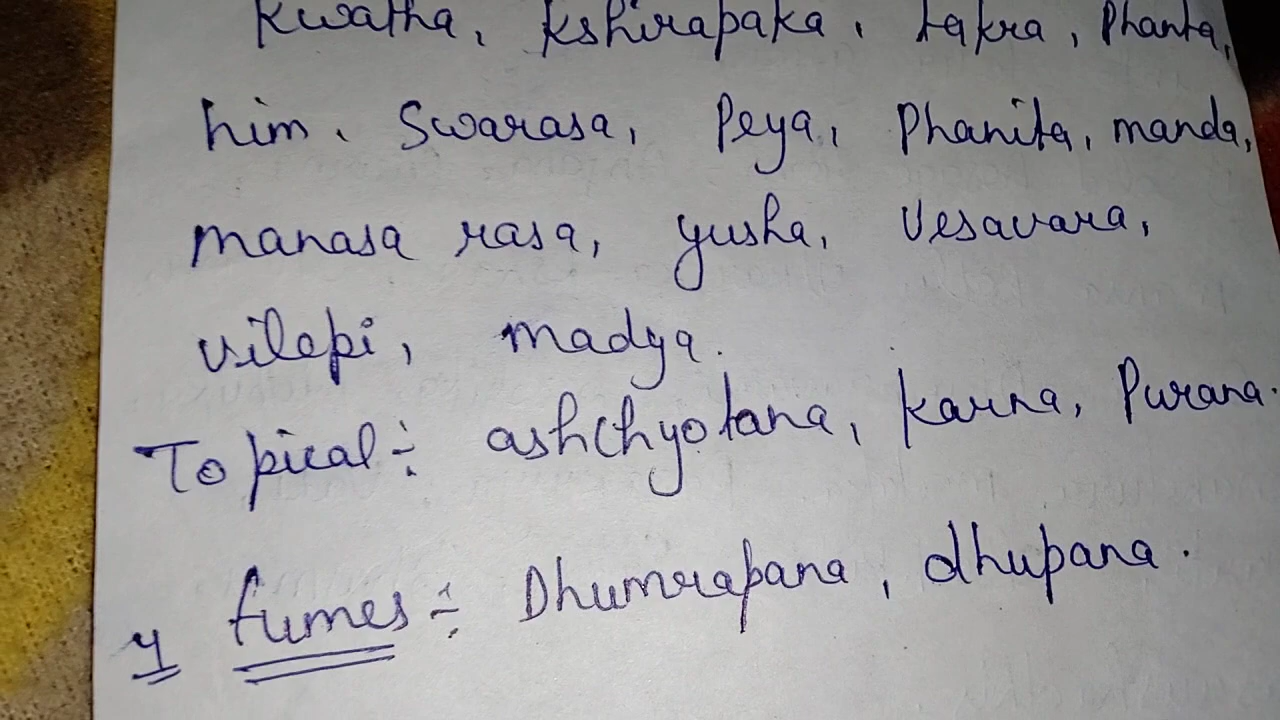 Kwatha, kshirapaka, takra, Phanta,
him, Swarasa, Peya, Phanita, manda,
manasa rasa, yusha, Vesavara,
vilepi, madya.
Topical÷ ashchyotana, karna, Purana.
4 fumes÷ Dhumrapana, dhupana.